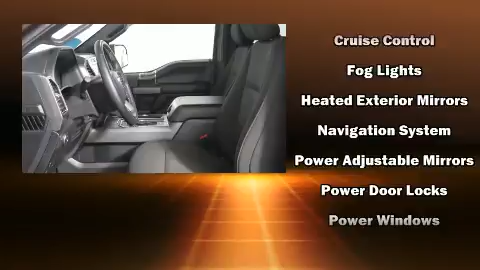 Cruise Control
Fog Lights
Heated Exterior Mirrors
Navigation System
Power Adjustable Mirrors
Power Door Locks
Power Windows